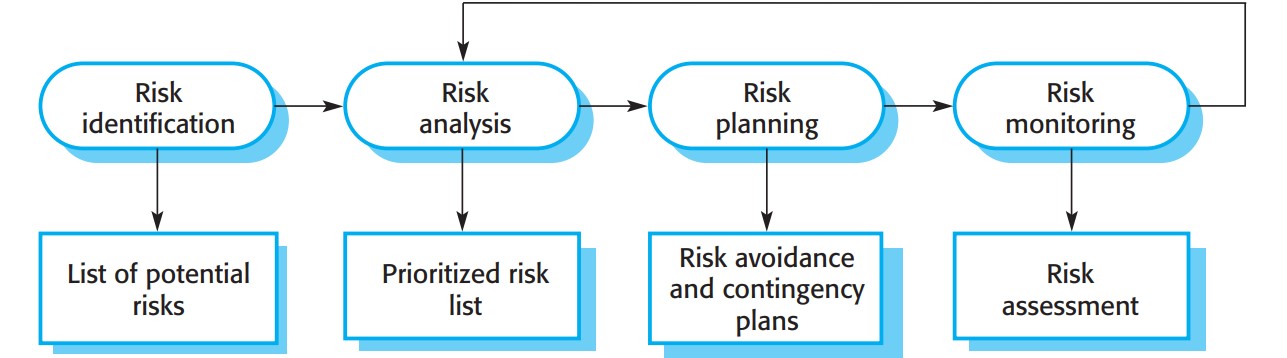 Risk
identification
Risk
analysis
Risk
planning
Risk
monitoring
List of potential
risks
Prioritized risk
list
Risk avoidance
and contingency
plans
Risk
assessment